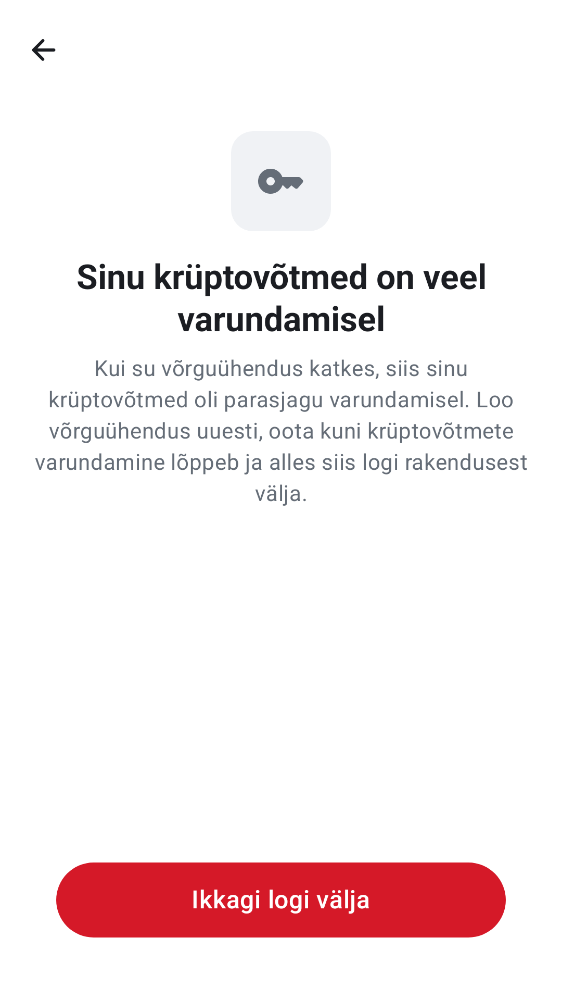 Sinu krüptovõtmed on veel
varundamisel
Kui su võrguühendus katkes, siis sinu
krüptovõtmed oli parasjagu varundamisel. Loo
võrguühendus uuesti, oota kuni krüptovõtmete
varundamine lõppeb ja alles siis logi rakendusest
välja.
Ikkagi logi välja